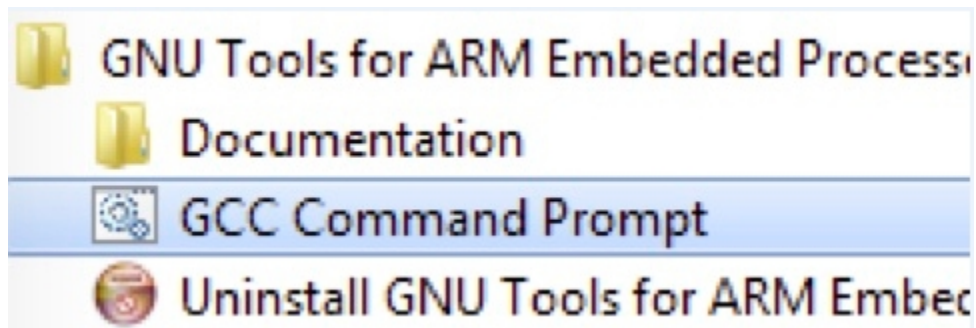 GNU Tools for ARM Embedded
Documentation
GCC Command Prompt
Uninstall GNU Tools for ARM